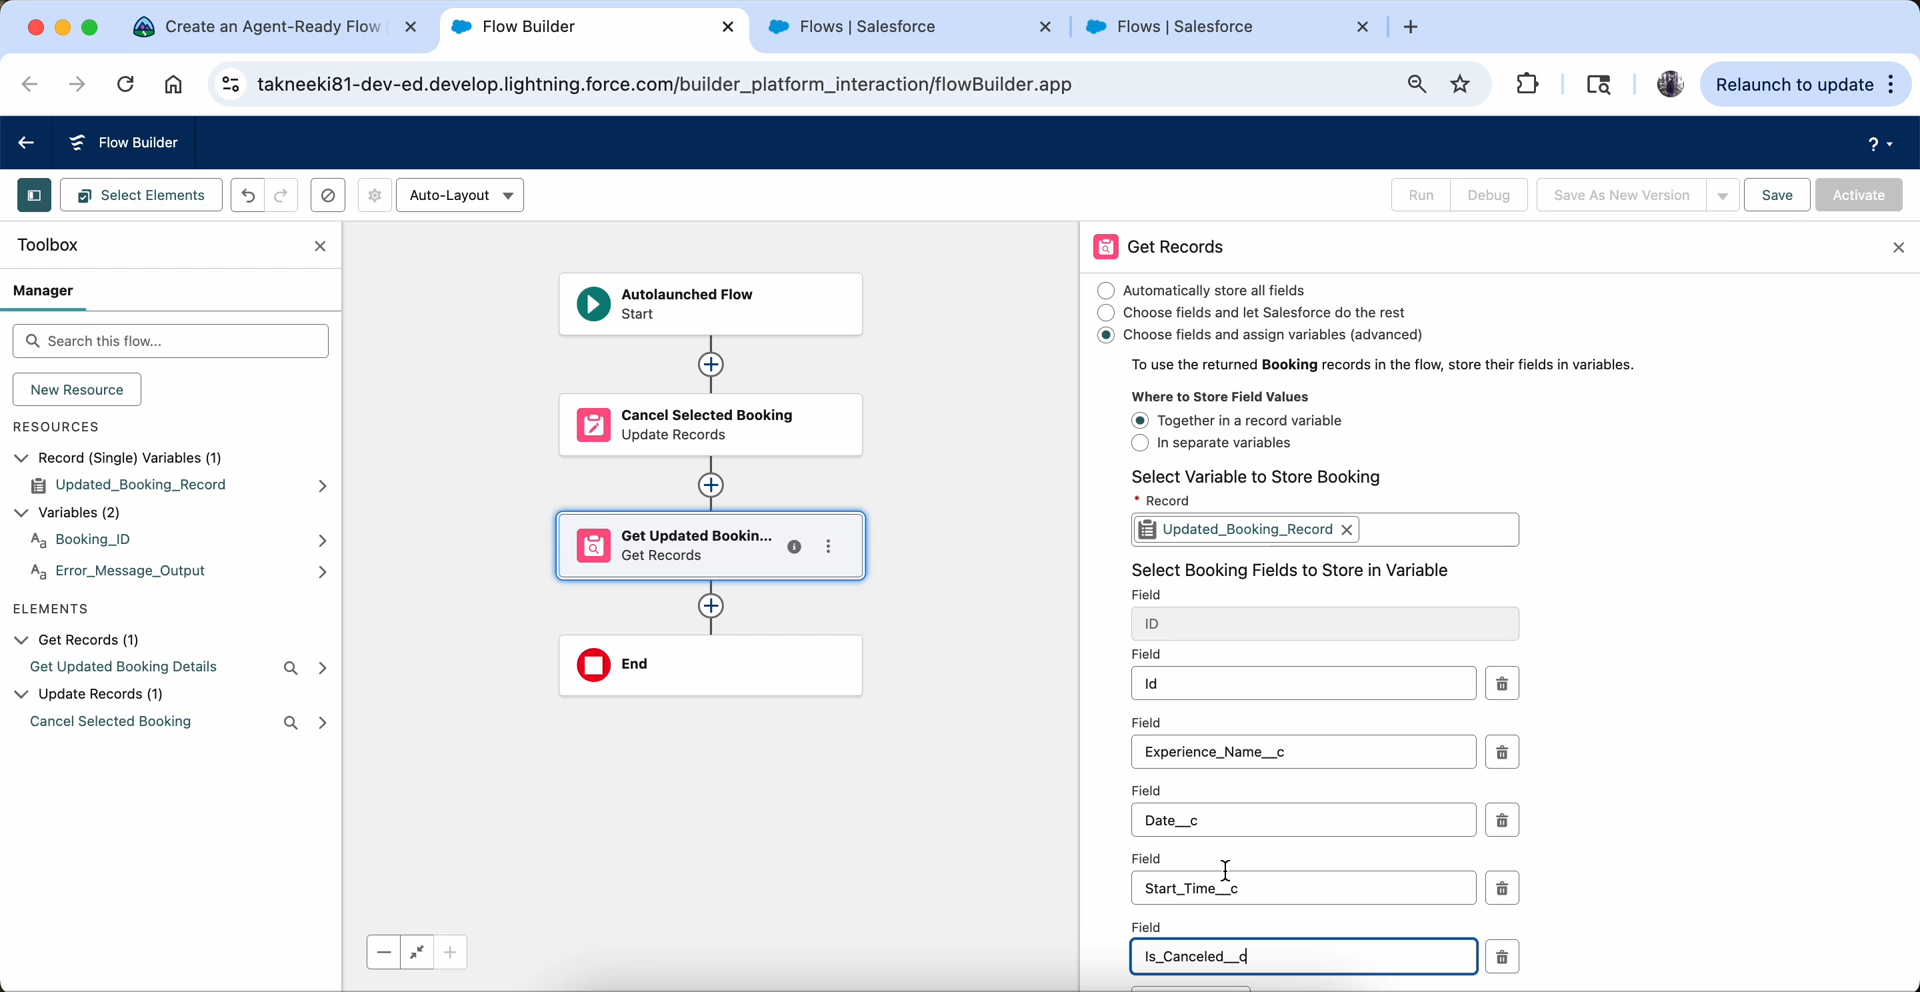 Create an Agent-Ready Flow
Flow Builder
Flows | Salesforce
Flows | Salesforce
takneeki81-dev-ed.develop.lightning.force.com/builder_platform_interaction/flowBuilder.app
Relaunch to update
Flow Builder
?
Select Elements
Auto-Layout
Run
Debug
Save As New Version
Save
Activate
Toolbox
Manager
Search this flow...
New Resource
RESOURCES
Record (Single) Variables (1)
Updated_Booking_Record
Variables (2)
Booking_ID
Error_Message_Output
ELEMENTS
Get Records (1)
Get Updated Booking Details
Update Records (1)
Cancel Selected Booking
Autolaunched Flow
Start
Cancel Selected Booking
Update Records
Get Updated Bookin...
Get Records
End
Get Records
Automatically store all fields
Choose fields and let Salesforce do the rest
Choose fields and assign variables (advanced)
To use the returned Booking records in the flow, store their fields in variables.
Where to Store Field Values
Together in a record variable
In separate variables
Select Variable to Store Booking
* Record
Updated_Booking_Record
Select Booking Fields to Store in Variable
Field
ID
Field
Id
Field
Experience_Name__c
Field
Date__c
Field
Start_Time__c
Field
Is_Canceled__c